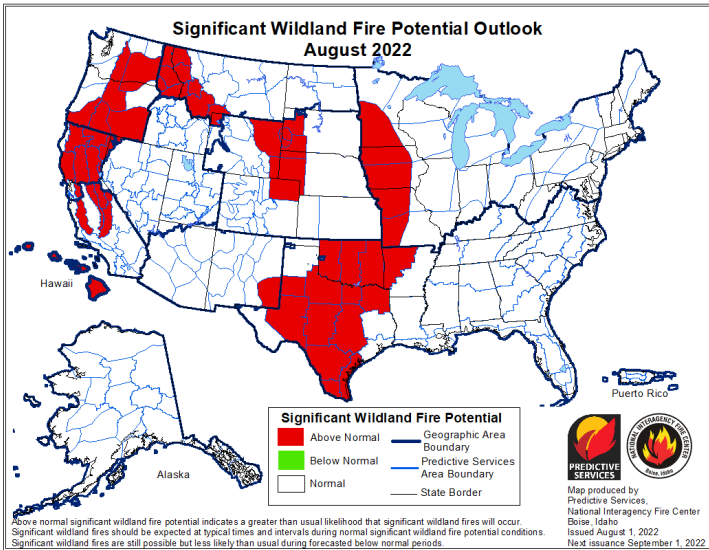 Significant Wildland Fire Potential Outlook
August 2022
Hawaii
Alaska
Puerto Rico
Significant Wildland Fire Potential
Above Normal
Below Normal
Normal
Geographic Area
Boundary
Predictive Services
Area Boundary
State Border
PREDICTIVE
SERVICES
NATIONAL INTERAGENCY FIRE CENTER
Boise, Idaho
Map produced by
Predictive Services,
National Interagency Fire Center
Boise, Idaho
Issued August 1, 2022
Next issuance September 1, 2022
Above normal significant wildland fire potential indicates a greater than usual likelihood that significant wildland fires will occur.
Significant wildland fires should be expected at typical times and intervals during normal significant wildland fire potential conditions.
Significant wildland fires are still possible but less likely than usual during forecasted below normal periods.